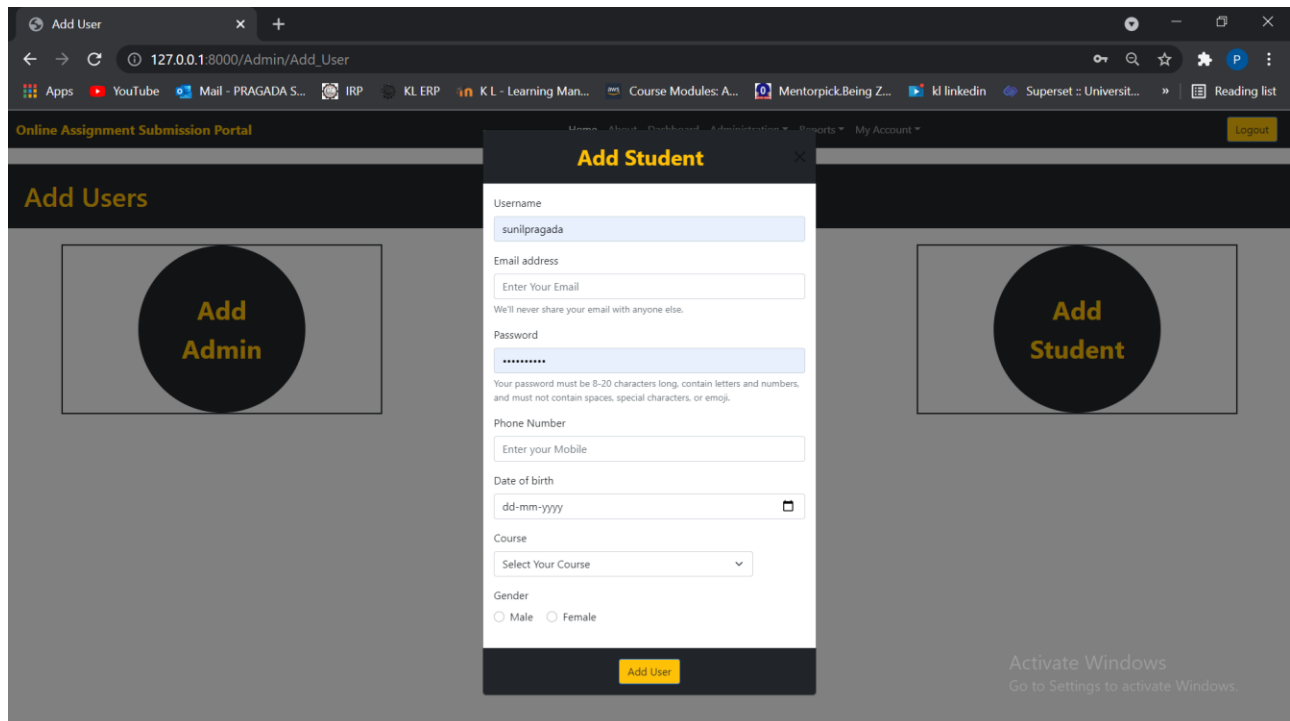 Add User
127.0.0.1:8000/Admin/Add_User
P
Apps YouTube Mail - PRAGADA S... IRP KL ERP K L - Learning Man... Course Modules: A... Mentorpick.Being Z... kl linkedin Superset :: Universit... » Reading list
Online Assignment Submission Portal Home About Dashboard Administration Reports My Account Logout
Add Student
Add Users
Add
Admin
Username
sunilpragada
Email address
Enter Your Email
We'll never share your email with anyone else.
Password
••••••••••
Your password must be 8-20 characters long, contain letters and numbers,
and must not contain spaces, special characters, or emoji.
Phone Number
Enter your Mobile
Date of birth
dd-mm-yyyy
Course
Select Your Course
Gender
Male Female
Add User
Add
Student
Activate Windows
Go to Settings to activate Windows.